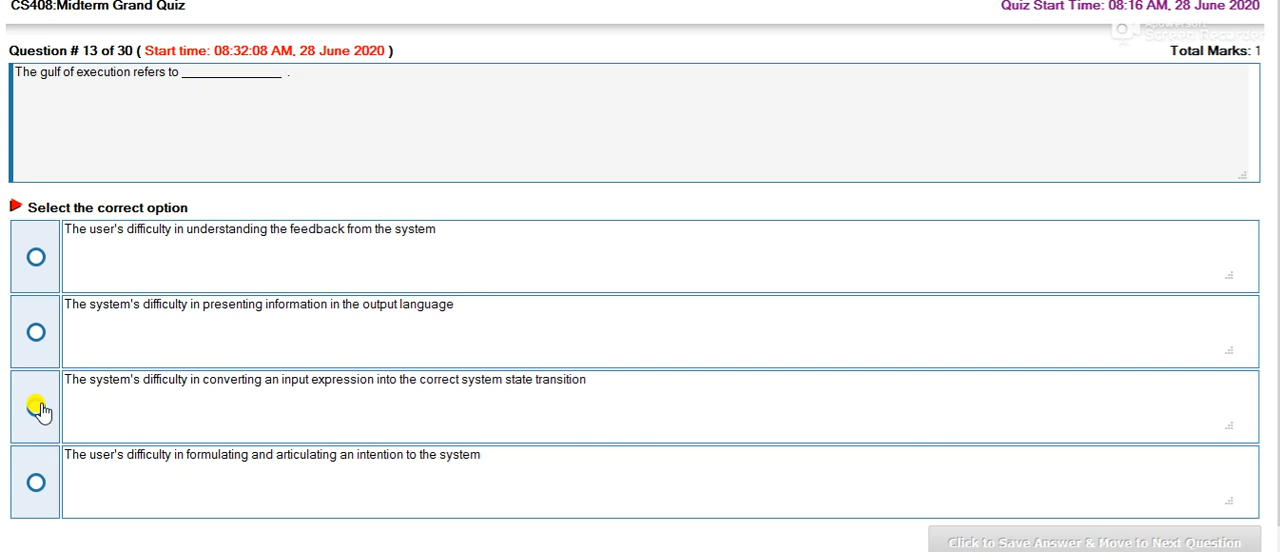 CS408:Midterm Grand Quiz
Quiz Start Time: 08:16 AM, 28 June 2020
Screen Recorder
Question # 13 of 30 ( Start time: 08:32:08 AM, 28 June 2020 )
Total Marks: 1
The gulf of execution refers to _______________ .
Select the correct option
The user's difficulty in understanding the feedback from the system
The system's difficulty in presenting information in the output language
The system's difficulty in converting an input expression into the correct system state transition
The user's difficulty in formulating and articulating an intention to the system
Click to Save Answer & Move to Next Question